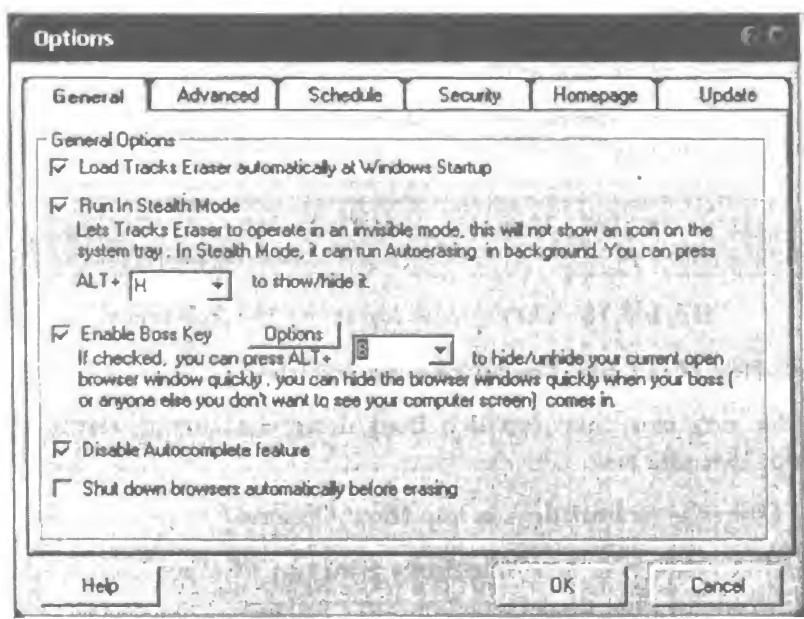 Options
General Advanced Schedule Security Homepage Update
General Options
Load Tracks Eraser automatically at Windows Startup
Run In Stealth Mode
Lets Tracks Eraser to operate in an invisible mode, this will not show an icon on the
system tray ; In Stealth Mode, it can run Autoerasing in background. You can press
ALT+ H to show/hide it.
Enable Boss Key Options
If checked, you can press ALT+ B to hide/unhide your current open
browser window quickly , you can hide the browser windows quickly when your boss (
or anyone else you don't want to see your computer screen) comes in.
Disable Autocomplete feature
Shut down browsers automatically before erasing
Help OK Cancel